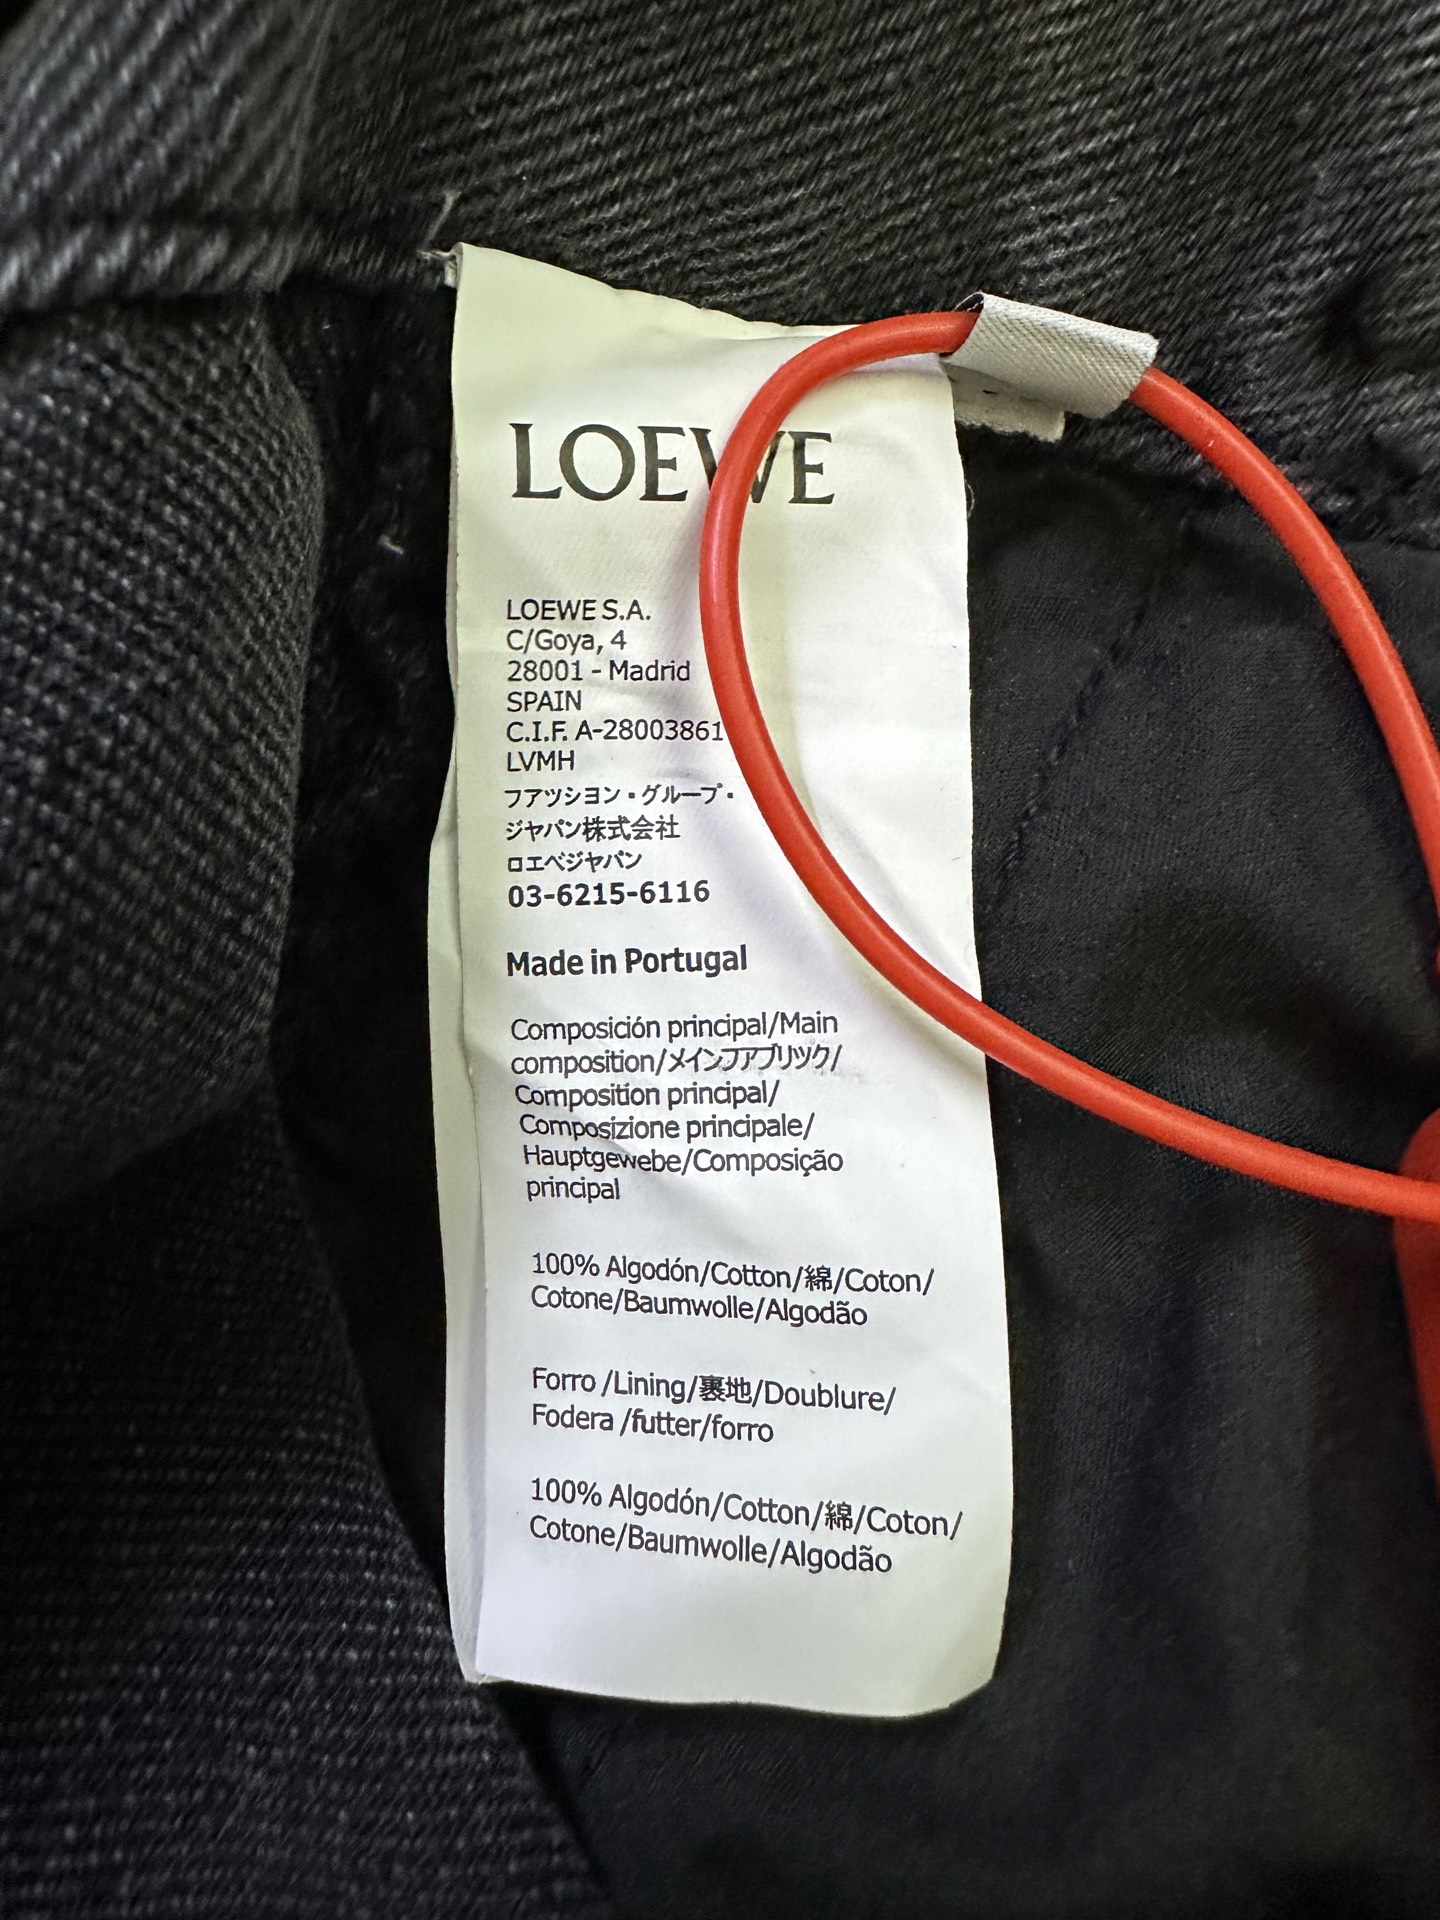 LOEWE
LOEWE S.A.
C/Goya, 4
28001 - Madrid
SPAIN
C.I.F. A-28003861
LVMH
フアツシヨン・グループ・
ジヤパン株式会社
ロエベジヤパン
03-6215-6116
Made in Portugal
Composición principal/Main
composition/メインファブリック/
Composition principal/
Composizione principale/
Hauptgewebe/Composição
principal
100% Algodón/Cotton/綿/Coton/
Cotone/Baumwolle/Algodão
Forro /Lining/裏地/Doublure/
Fodera /futter/forro
100% Algodón/Cotton/綿/Coton/
Cotone/Baumwolle/Algodão